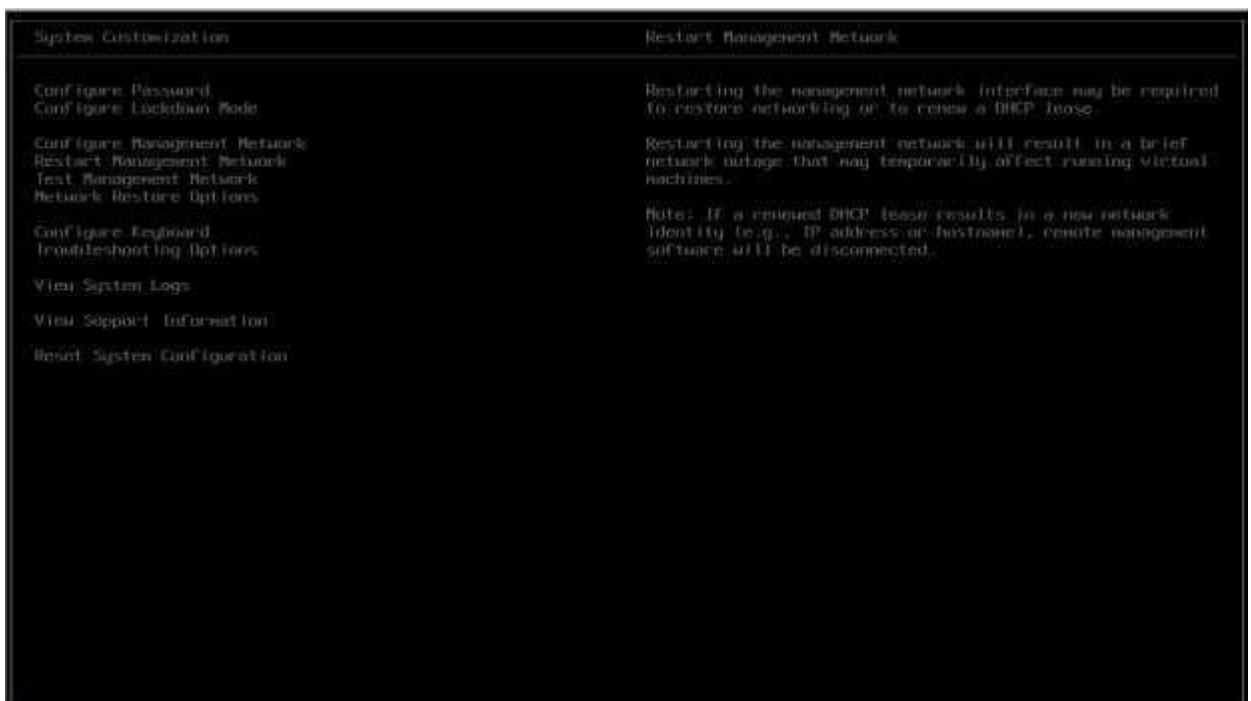 System Customization
Restart Management Network
Configure Password
Configure Lockdown Mode
Configure Management Network
Restart Management Network
Test Management Network
Network Restore Options
Configure Keyboard
Troubleshooting Options
View System Logs
View Support Information
Reset System Configuration
Restarting the management network interface may be required
to restore networking or to renew a DHCP lease.
Restarting the management network will result in a brief
network outage that may temporarily affect running virtual
machines.
Note: If a renewed DHCP lease results in a new network
identity (e.g., IP address or hostname), remote management
software will be disconnected.